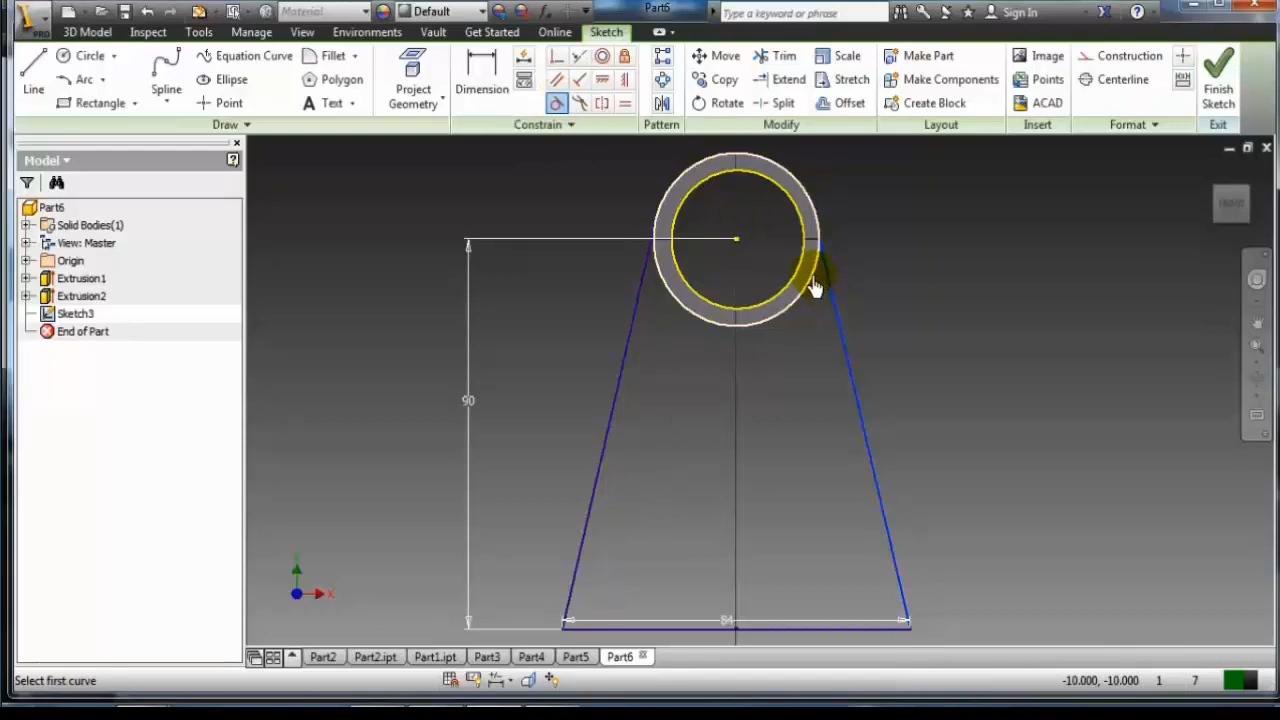 PRO
Material
Default
Part6
Type a keyword or phrase
Sign In
3D Model Inspect Tools Manage View Environments Vault Get Started Online Sketch
Line
Circle
Arc
Rectangle
Spline
Equation Curve
Ellipse
Point
Fillet
Polygon
Text
Project
Geometry
Dimension
Move
Copy
Rotate
Trim
Extend
Split
Scale
Stretch
Offset
Make Part
Make Components
Create Block
Image
Points
ACAD
Construction
Centerline
Finish
Sketch
Draw Constrain Pattern Modify Layout Insert Format Exit
Model
Part6
Solid Bodies(1)
View: Master
Origin
Extrusion1
Extrusion2
Sketch3
End of Part
FRONT
90
84
X
Part2 Part2.ipt Part1.ipt Part3 Part4 Part5 Part6
Select first curve
-10.000, -10.000 1 7